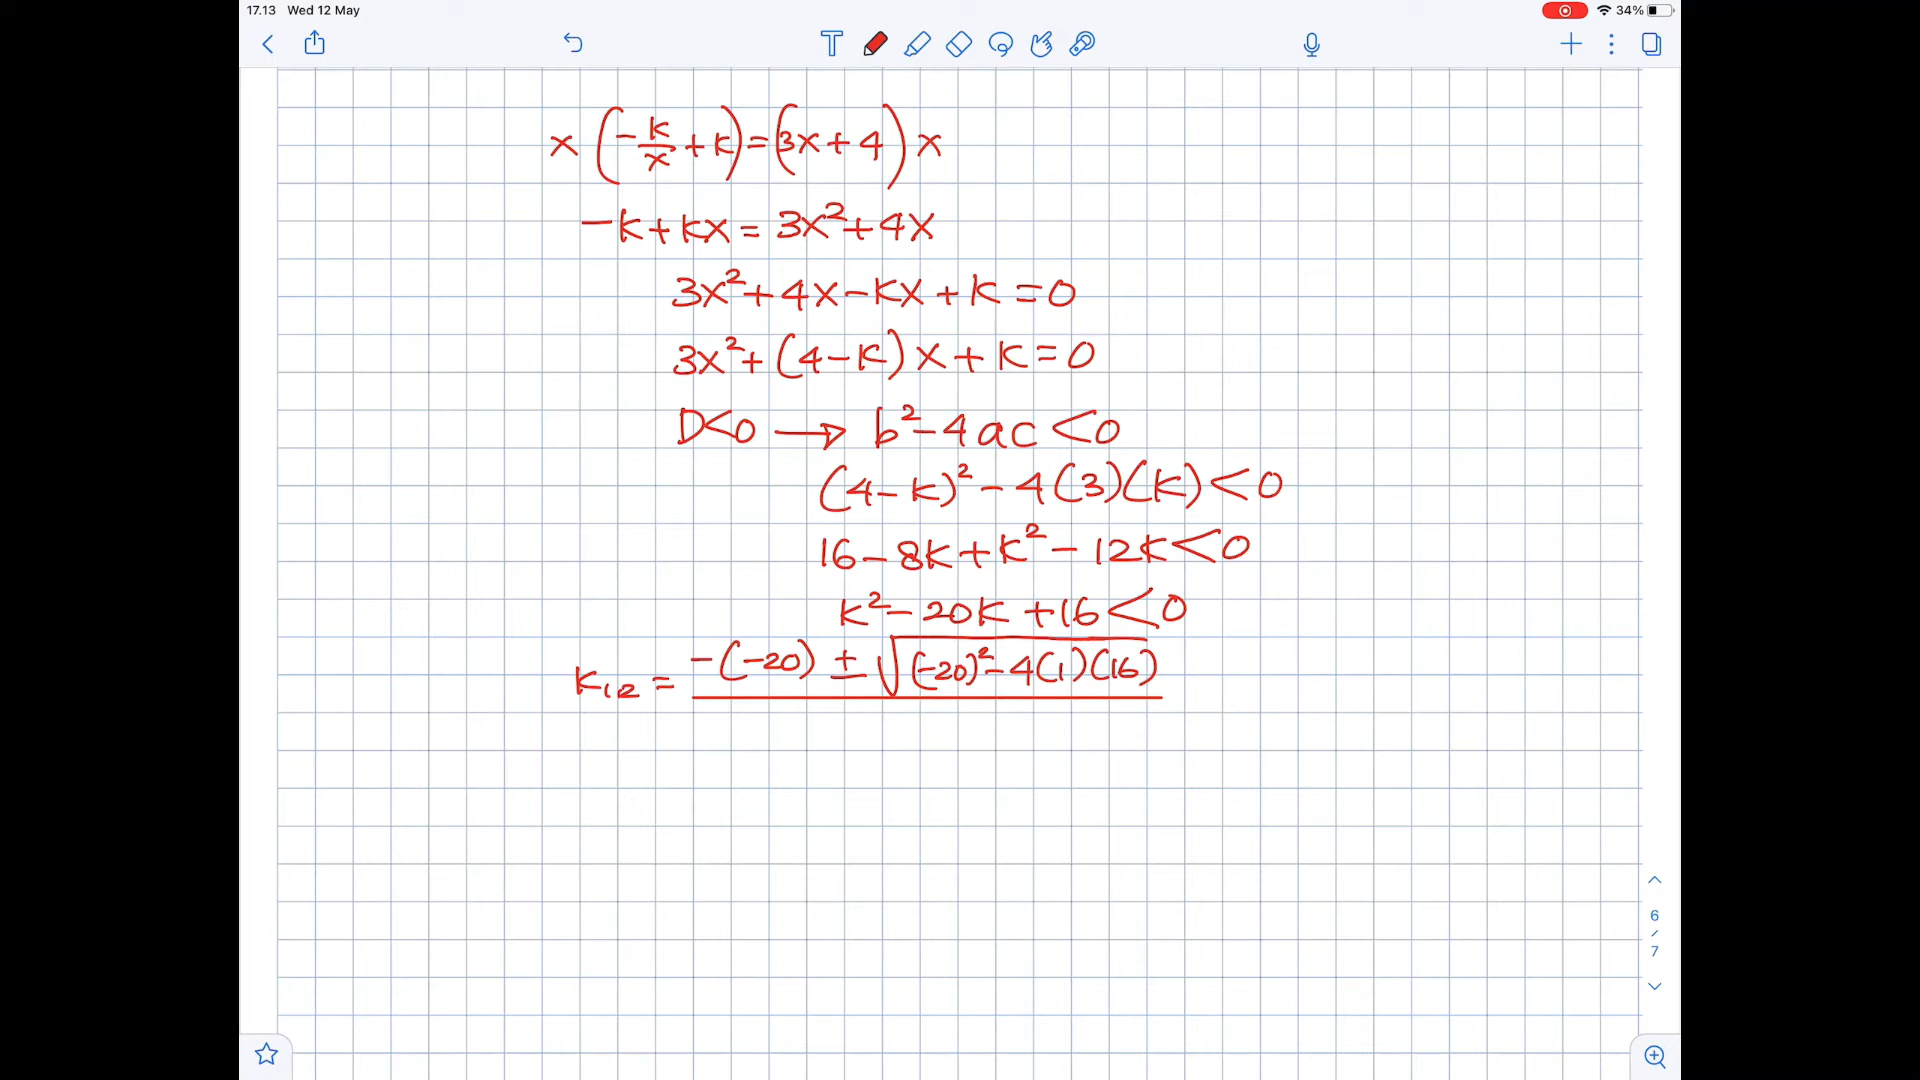 17.13 Wed 12 May
34%
T
x(-k/x+k)=(3x+4)x
-k+kx=3x²+4x
3x²+4x-kx+k=0
3x²+(4-k)x+k=0
D<0 → b²-4ac<0
(4-k)²-4(3)(k)<0
16-8k+k²-12k<0
k²-20k+16<0
k₁₂=-(-20)±√(-20)²-4(1)(16)
6
/
7